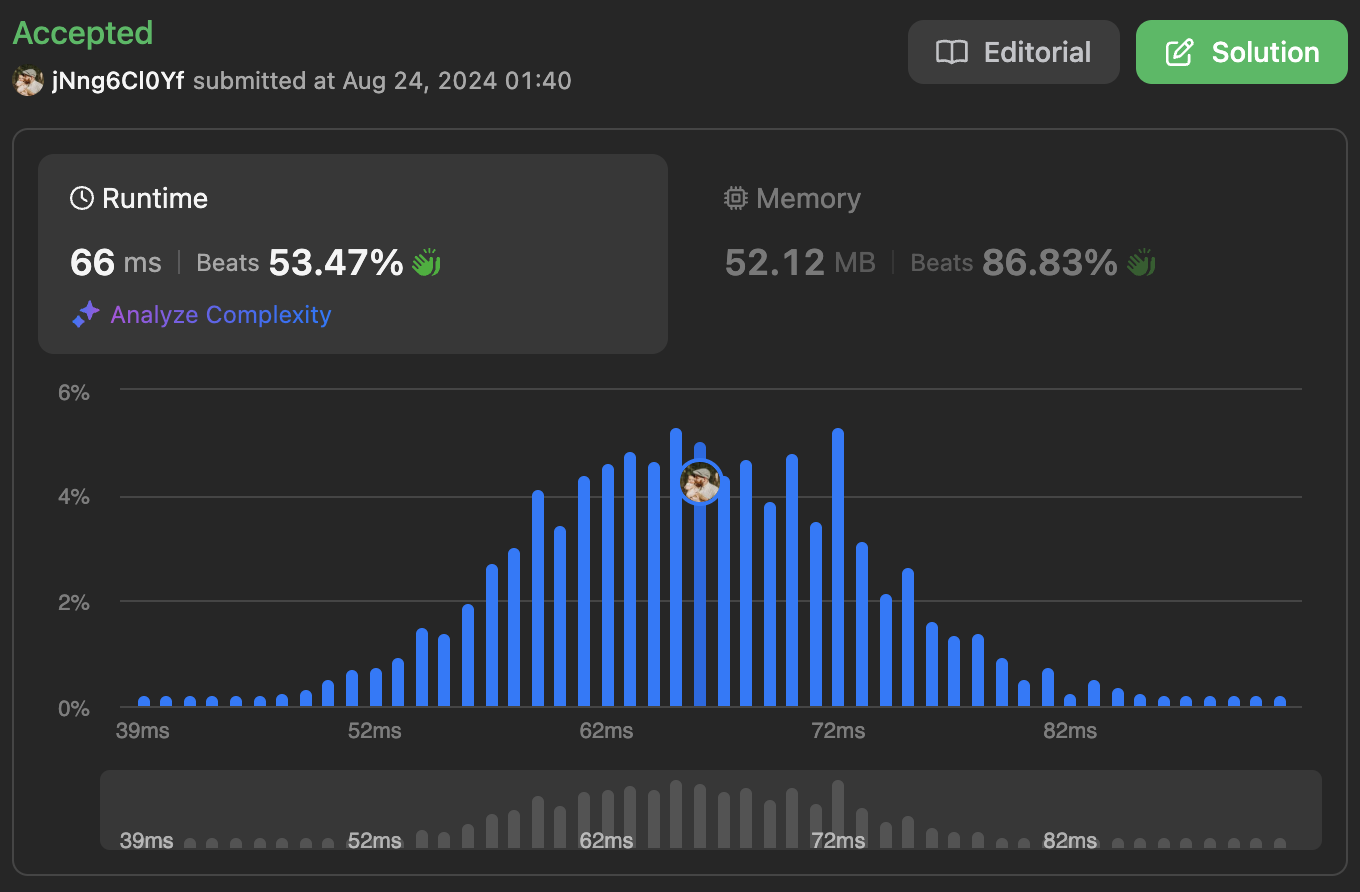 Accepted
Editorial
Solution
jNng6Cl0Yf submitted at Aug 24, 2024 01:40
Runtime
66 ms | Beats 53.47%
Analyze Complexity
Memory
52.12 MB | Beats 86.83%
6%
4%
2%
0%
39ms 52ms 62ms 72ms 82ms
39ms 52ms 62ms 72ms 82ms